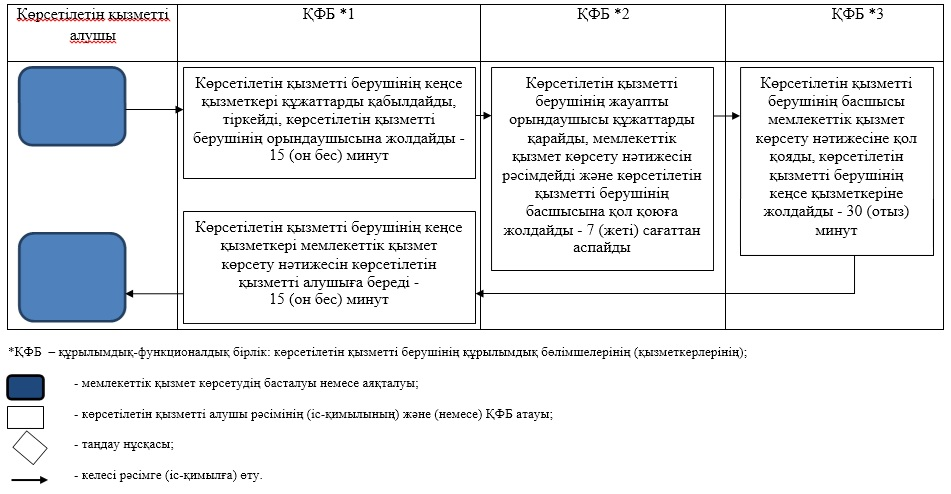 Көрсетілетін қызметті
алушы
ҚФБ *1
ҚФБ *2
ҚФБ *3
Көрсетілетін қызметті берушінің кеңсе
қызметкері құжаттарды қабылдайды,
тіркейді, көрсетілетін қызметті
берушінің орындаушысына жолдайды -
15 (он бес) минут
Көрсетілетін қызметті
берушінің жауапты
орындаушысы құжаттарды
қарайды, мемлекеттік
қызмет көрсету нәтижесін
рәсімдейді және көрсетілетін
қызметті берушінің
басшысына қол қоюға
жолдайды - 7 (жеті) сағаттан
аспайды
Көрсетілетін қызметті
берушінің басшысы
мемлекеттік қызмет
көрсету нәтижесіне қол
қояды, көрсетілетін
қызметті берушінің
кеңсе қызметкеріне
жолдайды - 30 (отыз)
минут
Көрсетілетін қызметті берушінің кеңсе
қызметкері мемлекеттік қызмет
көрсету нәтижесін көрсетілетін
қызметті алушыға береді -
15 (он бес) минут
*ҚФБ – құрылымдық-функционалдық бірлік: көрсетілетін қызметті берушінің құрылымдық бөлімшелерінің (қызметкерлерінің);
- мемлекеттік қызмет көрсетудің басталуы немесе аяқталуы;
- көрсетілетін қызметті алушы рәсімінің (іс-қимылының) және (немесе) ҚФБ атауы;
- таңдау нұсқасы;
- келесі рәсімге (іс-қимылға) өту.